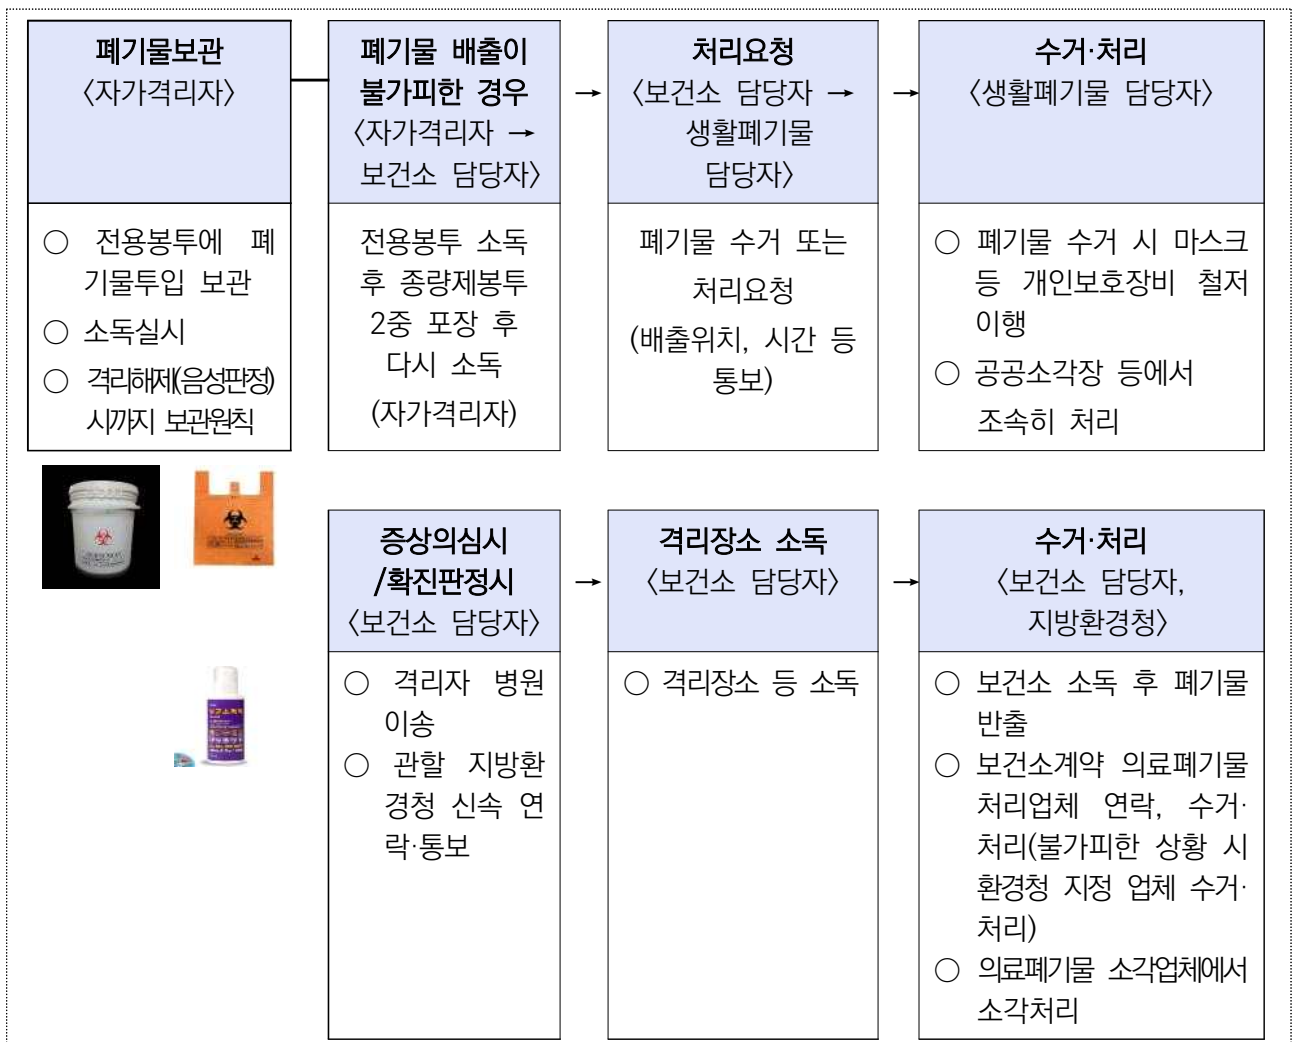 폐기물보관
〈자가격리자〉
○ 전용봉투에 폐
기물투입 보관
○ 소독실시
○ 격리해제(음성판정)
시까지 보관원칙
폐기물 배출이
불가피한 경우
〈자가격리자 →
보건소 담당자〉
전용봉투 소독
후 종량제봉투
2중 포장 후
다시 소독
(자가격리자)
→
처리요청
〈보건소 담당자 →
생활폐기물
담당자〉
폐기물 수거 또는
처리요청
(배출위치, 시간 등
통보)
→
수거·처리
〈생활폐기물 담당자〉
○ 폐기물 수거 시 마스크
등 개인보호장비 철저
이행
○ 공공소각장 등에서
조속히 처리
증상의심시
/확진판정시
〈보건소 담당자〉
○ 격리자 병원
이송
○ 관할 지방환
경청 신속 연
락·통보
→
격리장소 소독
〈보건소 담당자〉
○ 격리장소 등 소독
→
수거·처리
〈보건소 담당자,
지방환경청〉
○ 보건소 소독 후 폐기물
반출
○ 보건소계약 의료폐기물
처리업체 연락, 수거·
처리(불가피한 상황 시
환경청 지정 업체 수거·
처리)
○ 의료폐기물 소각업체에서
소각처리